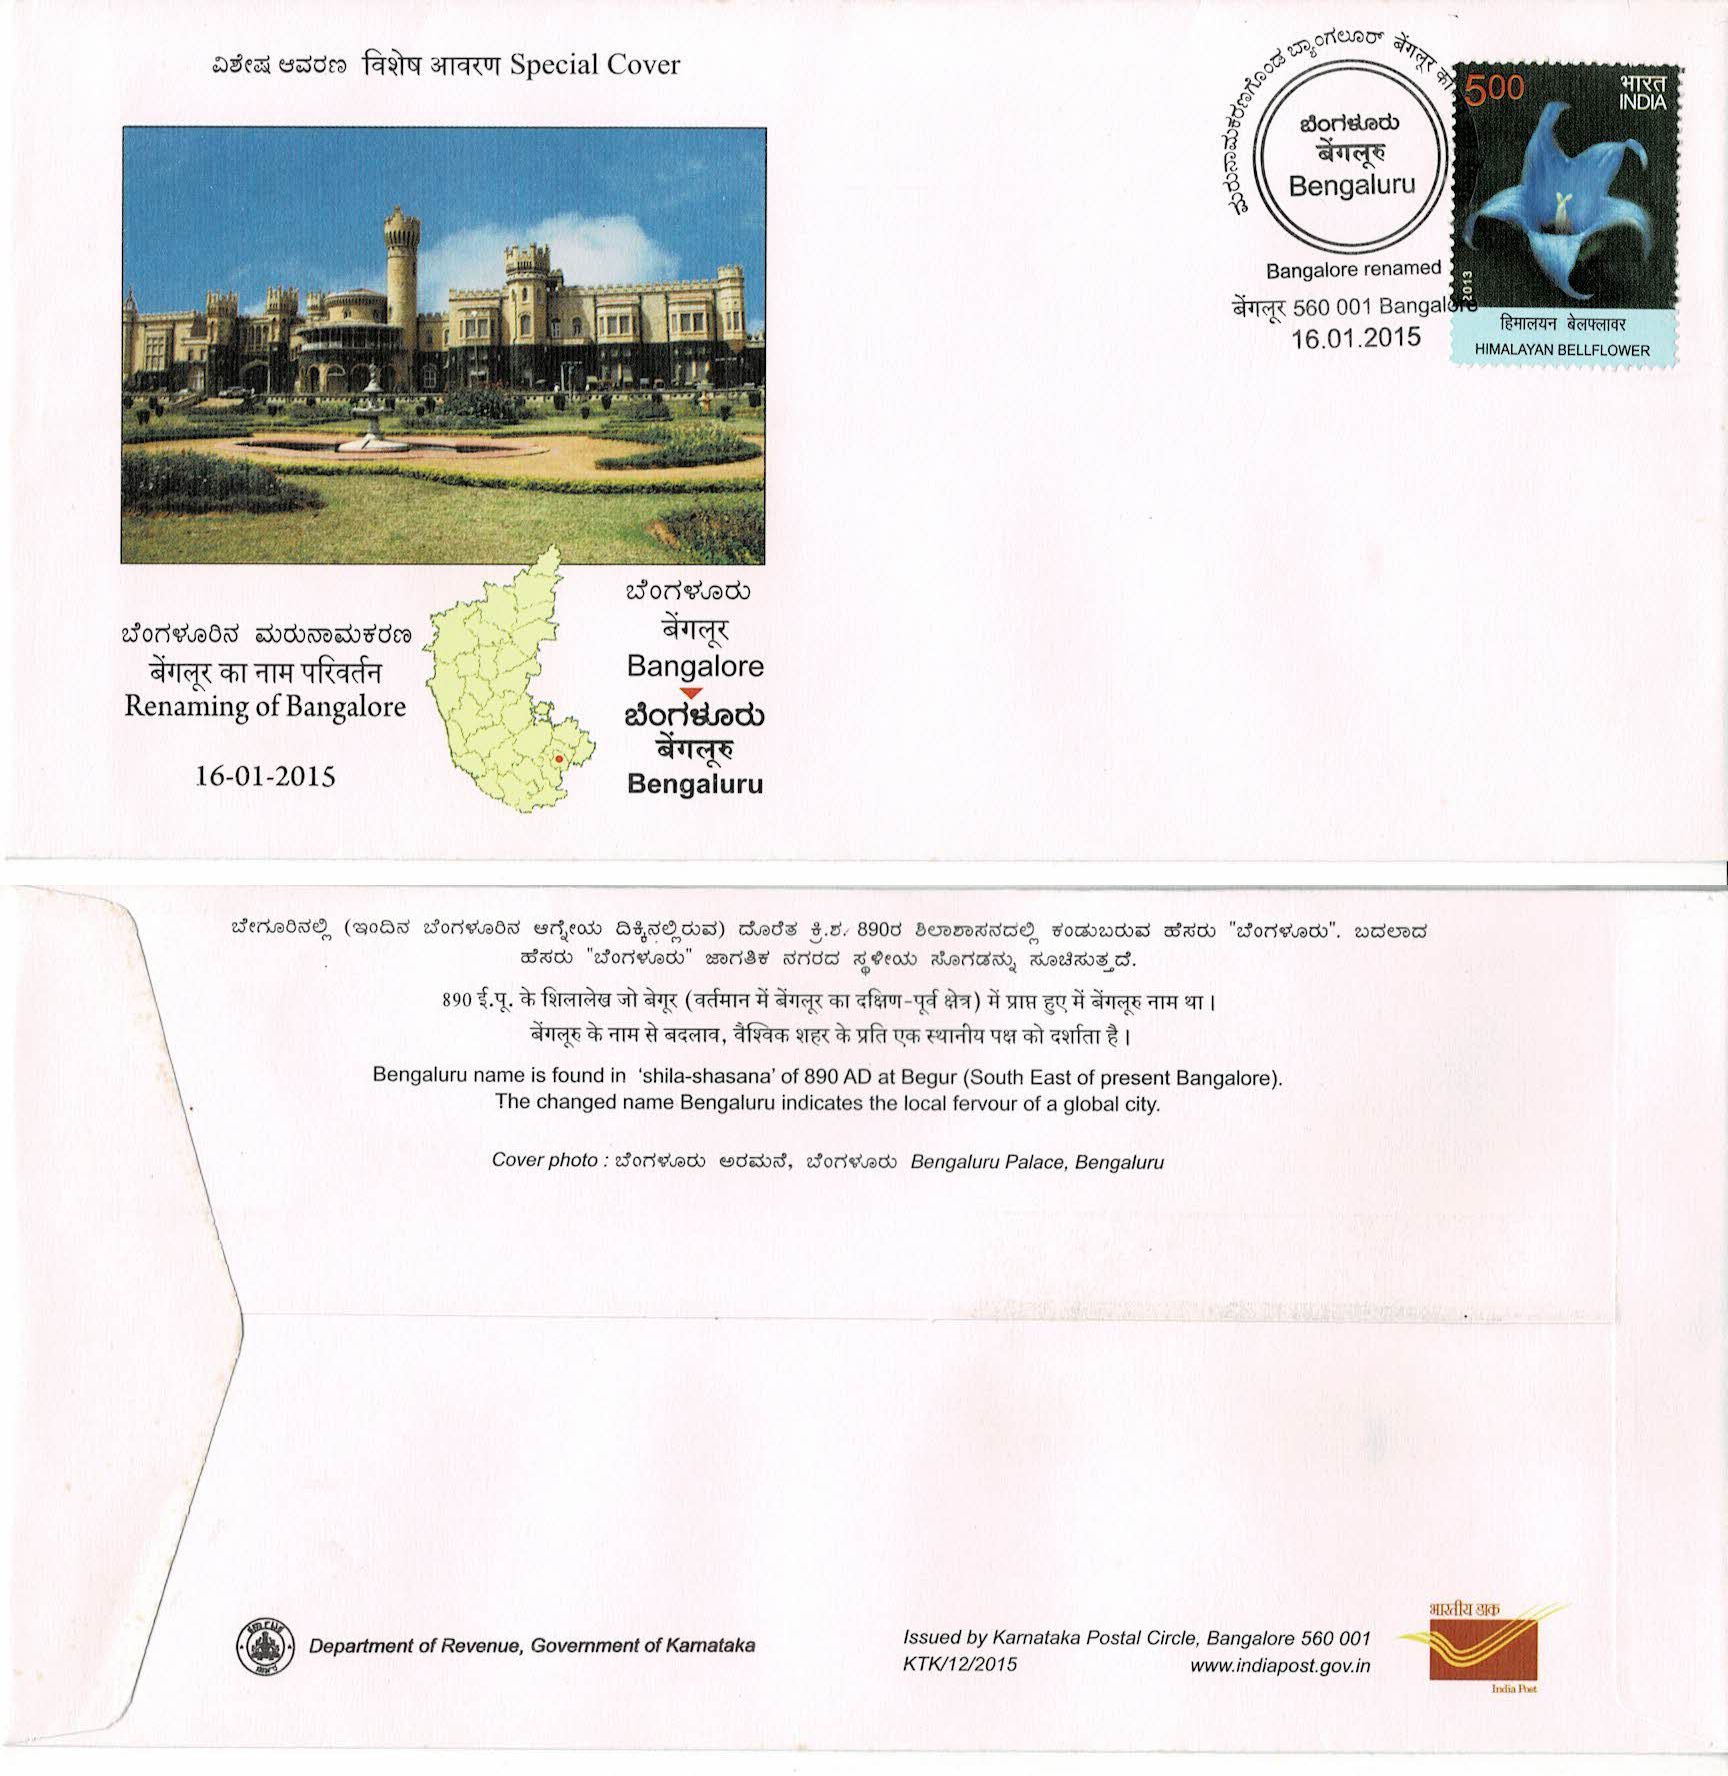 ವಿಶೇಷ ಆವರಣ विशेष आवरण Special Cover
ಮರುನಾಮಕರಣಗೊಂಡ ಬ್ಯಾಂಗಲೂರ್ बेंगलूर का
ಬೆಂಗಳೂರು
बेंगलूरु
Bengaluru
Bangalore renamed
बेंगलूर 560 001 Bangalore
16.01.2015
500
भारत
INDIA
2013
हिमालयन बेलफ्लावर
HIMALAYAN BELLFLOWER
ಬೆಂಗಳೂರಿನ ಮರುನಾಮಕರಣ
बेंगलूर का नाम परिवर्तन
Renaming of Bangalore
16-01-2015
ಬೆಂಗಳೂರು
बेंगलूर
Bangalore
ಬೆಂಗಳೂರು
बेंगलूरु
Bengaluru
ಬೇಗೂರಿನಲ್ಲಿ (ಇಂದಿನ ಬೆಂಗಳೂರಿನ ಆಗ್ನೇಯ ದಿಕ್ಕಿನಲ್ಲಿರುವ) ದೊರೆತ ಕ್ರಿ.ಶ. 890ರ ಶಿಲಾಶಾಸನದಲ್ಲಿ ಕಂಡುಬರುವ ಹೆಸರು "ಬೆಂಗಳೂರು". ಬದಲಾದ
ಹೆಸರು "ಬೆಂಗಳೂರು" ಜಾಗತಿಕ ನಗರದ ಸ್ಥಳೀಯ ಸೊಗಡನ್ನು ಸೂಚಿಸುತ್ತದೆ.
890 ई.पू. के शिलालेख जो बेगूर (वर्तमान में बेंगलूर का दक्षिण-पूर्व क्षेत्र) में प्राप्त हुए में बेंगलूरु नाम था।
बेंगलूरु के नाम से बदलाव, वैश्विक शहर के प्रति एक स्थानीय पक्ष को दर्शाता है।
Bengaluru name is found in 'shila-shasana' of 890 AD at Begur (South East of present Bangalore).
The changed name Bengaluru indicates the local fervour of a global city.
Cover photo : ಬೆಂಗಳೂರು ಅರಮನೆ, ಬೆಂಗಳೂರು Bengaluru Palace, Bengaluru
Department of Revenue, Government of Karnataka
Issued by Karnataka Postal Circle, Bangalore 560 001
KTK/12/2015 www.indiapost.gov.in
भारतीय डाक
India Post